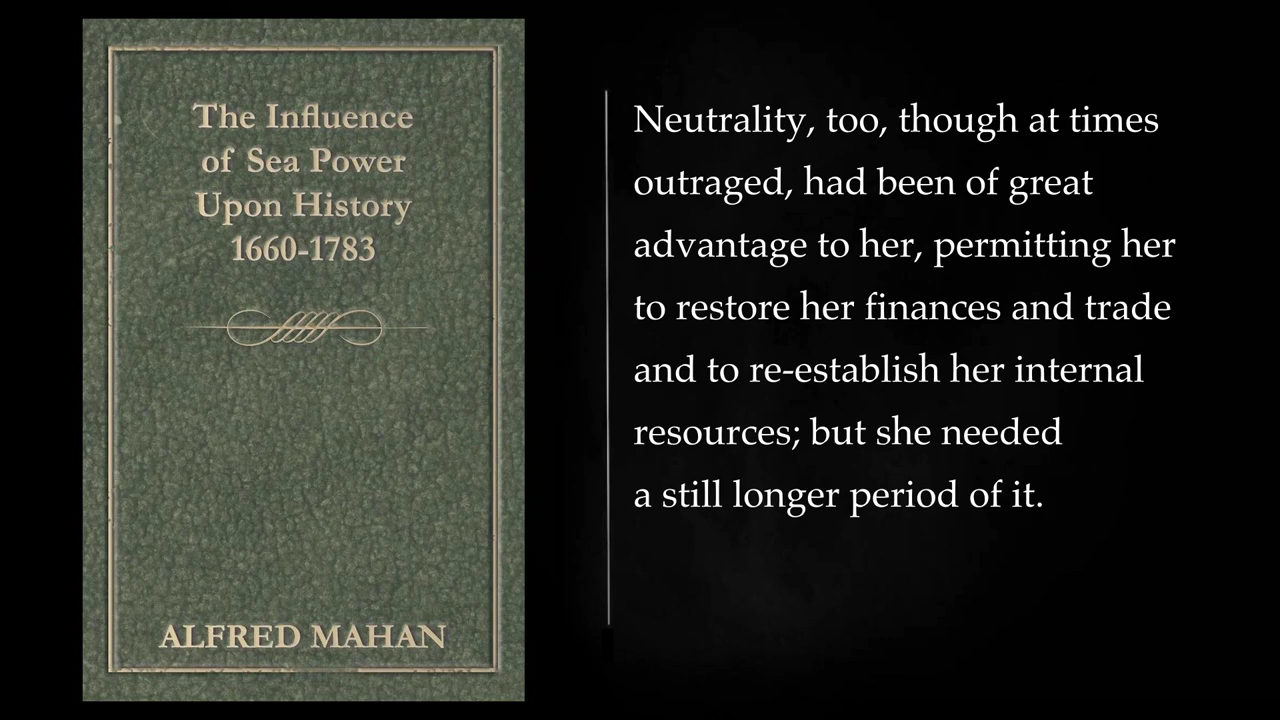 The Influence
of Sea Power
Upon History
1660-1783
ALFRED MAHAN
Neutrality, too, though at times
outraged, had been of great
advantage to her, permitting her
to restore her finances and trade
and to re-establish her internal
resources; but she needed
a still longer period of it.